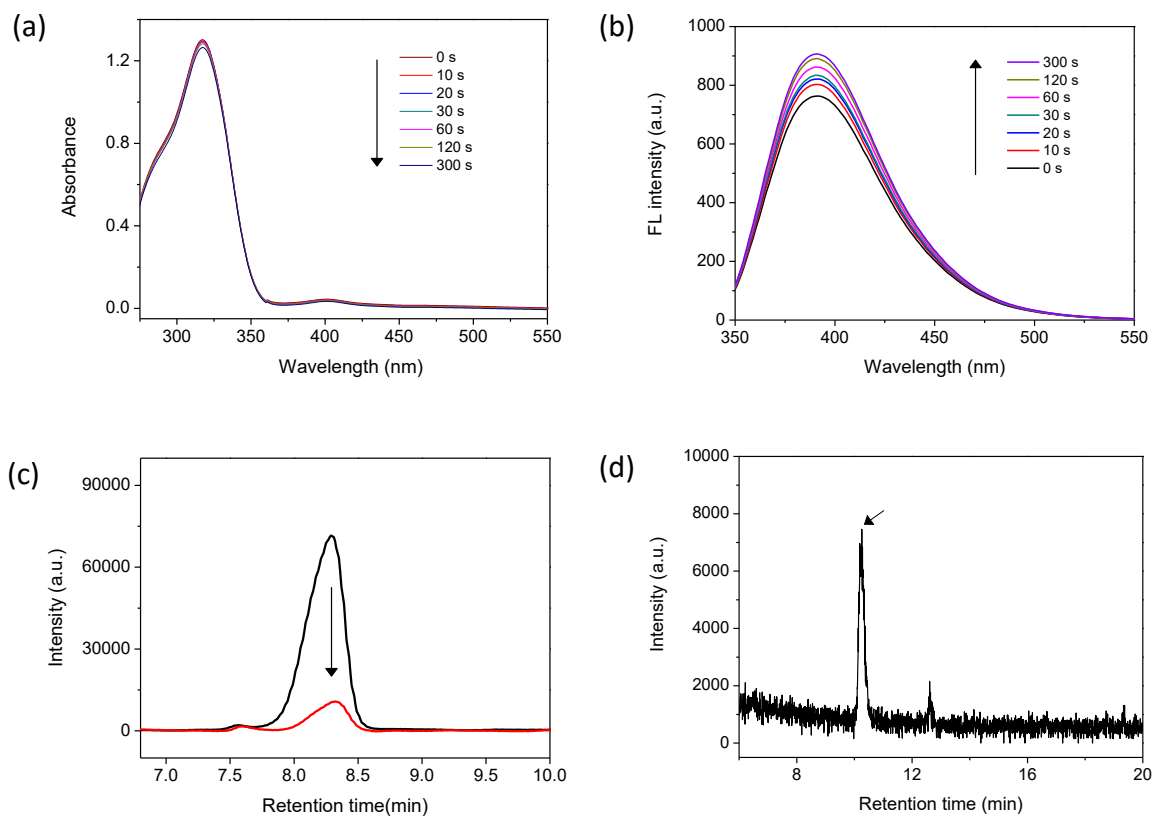 (a)
Absorbance
1.2
0.8
0.4
0.0
300
350
400
450
500
550
Wavelength (nm)
0 s
10 s
20 s
30 s
60 s
120 s
300 s
(b)
FL intensity (a.u.)
1000
800
600
400
200
0
350
400
450
500
550
Wavelength (nm)
300 s
120 s
60 s
30 s
20 s
10 s
0 s
(c)
Intensity (a.u.)
90000
60000
30000
0
7.0
7.5
8.0
8.5
9.0
9.5
10.0
Retention time(min)
(d)
Intensity (a.u.)
10000
8000
6000
4000
2000
0
8
12
16
20
Retention time (min)